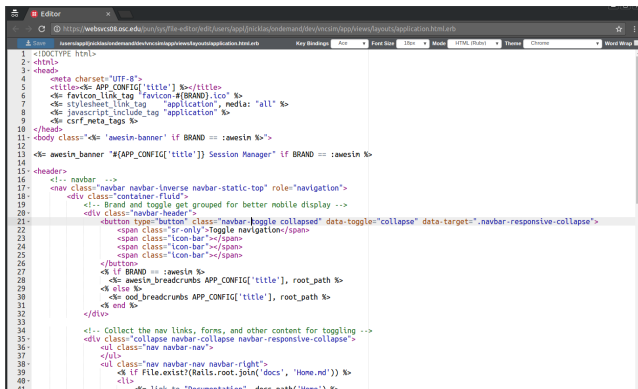 Editor ×
https://websvcs08.osc.edu/pun/sys/file-editor/edit/users/appl/jnicklas/ondemand/dev/vncsim/app/views/layouts/application.html.erb
Save /users/appl/jnicklas/ondemand/dev/vncsim/app/views/layouts/application.html.erb Key Bindings Ace Font Size 16px Mode HTML (Ruby) Theme Chrome Word Wrap
1 <!DOCTYPE html>
2 <html>
3 <head>
4 <meta charset="UTF-8">
5 <title><%= APP_CONFIG['title'] %></title>
6 <%= favicon_link_tag "favicon-#{BRAND}.ico" %>
7 <%= stylesheet_link_tag "application", media: "all" %>
8 <%= javascript_include_tag "application" %>
9 <%= csrf_meta_tags %>
10 </head>
11 <body class="<%= 'awesim-banner' if BRAND == :awesim %>">
12
13 <%= awesim_banner "#{APP_CONFIG['title']} Session Manager" if BRAND == :awesim %>
14
15 <header>
16 <!-- navbar -->
17 <nav class="navbar navbar-inverse navbar-static-top" role="navigation">
18 <div class="container-fluid">
19 <!-- Brand and toggle get grouped for better mobile display -->
20 <div class="navbar-header">
21 <button type="button" class="navbar-toggle collapsed" data-toggle="collapse" data-target=".navbar-responsive-collapse">
22 <span class="sr-only">Toggle navigation</span>
23 <span class="icon-bar"></span>
24 <span class="icon-bar"></span>
25 <span class="icon-bar"></span>
26 </button>
27 <% if BRAND == :awesim %>
28 <%= awesim_breadcrumbs APP_CONFIG['title'], root_path %>
29 <% else %>
30 <%= ood_breadcrumbs APP_CONFIG['title'], root_path %>
31 <% end %>
32 </div>
33
34 <!-- Collect the nav links, forms, and other content for toggling -->
35 <div class="collapse navbar-collapse navbar-responsive-collapse">
36 <ul class="nav navbar-nav">
37 </ul>
38 <ul class="nav navbar-nav navbar-right">
39 <% if File.exist?(Rails.root.join('docs', 'Home.md')) %>
40 <li>
41 <%= link_to "Documentation", docs_path('Home') %>